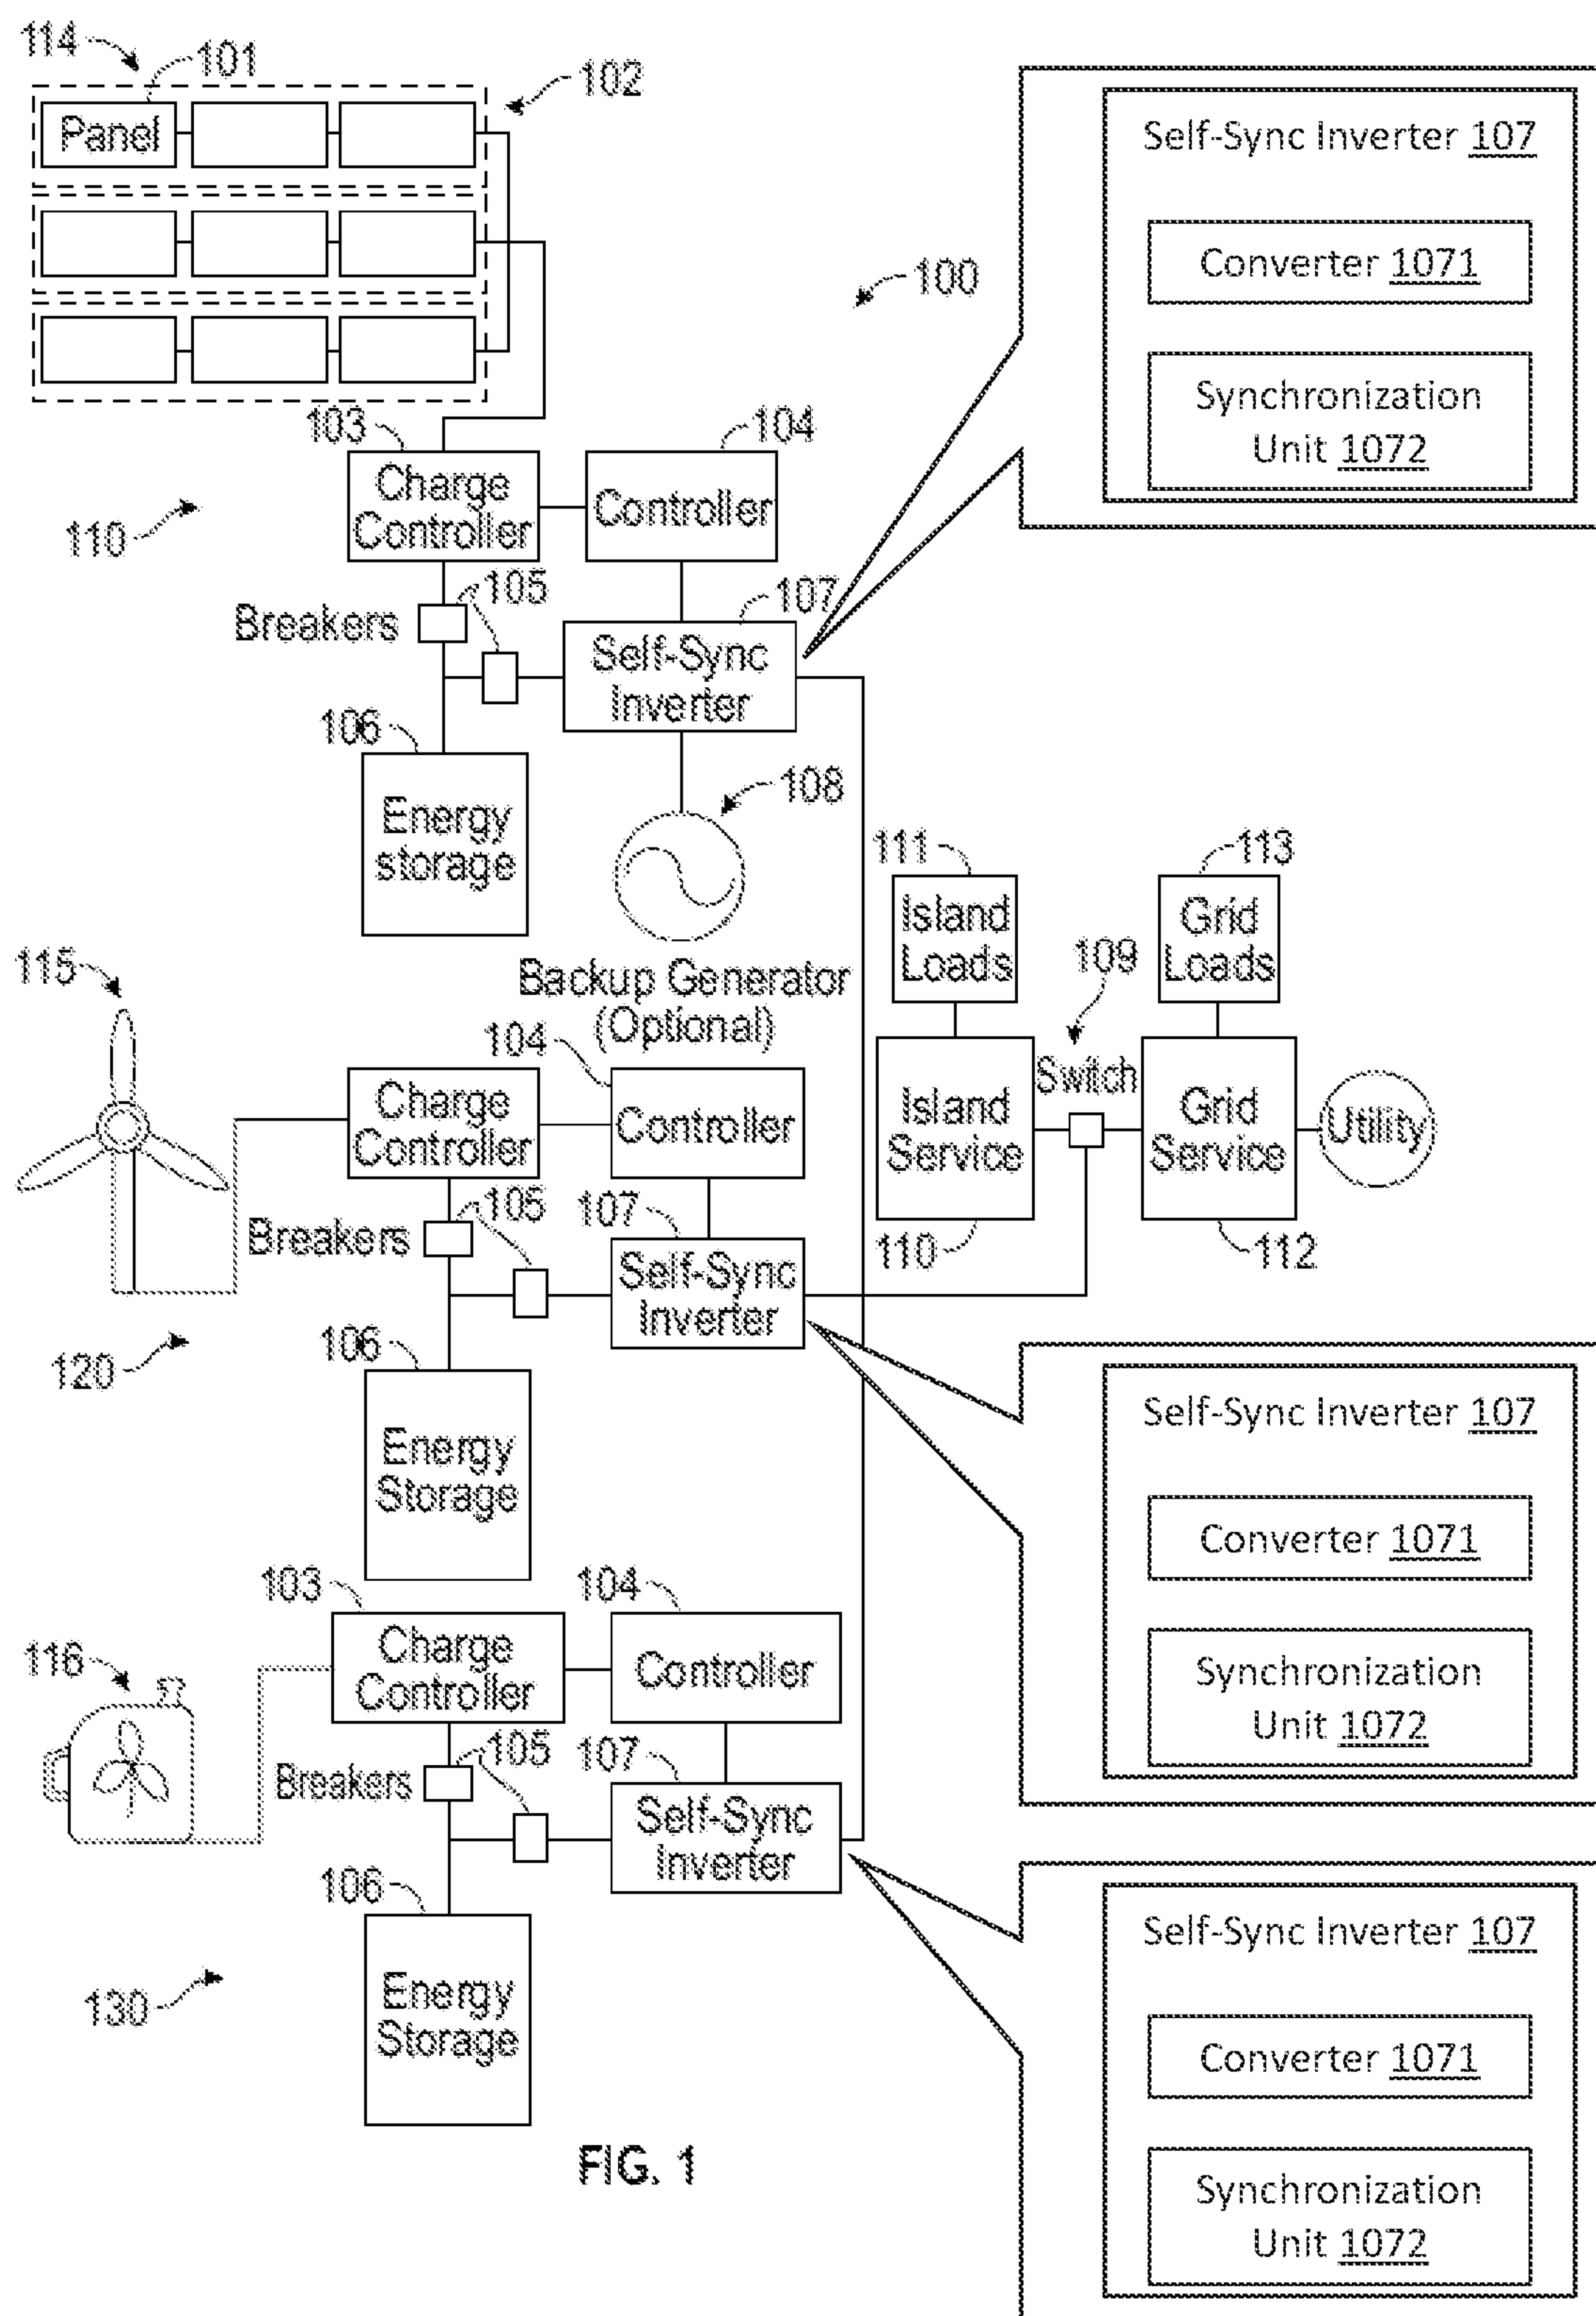 114
101
102
Panel
Self-Sync Inverter 107
Converter 1071
Synchronization
Unit 1072
100
103
104
Charge
Controller
Controller
110
105
Breakers
107
Self-Sync
Inverter
106
Energy
storage
108
Backup Generator
(Optional)
111
113
Island
Loads
Grid
Loads
109
Switch
Island
Service
Grid
Service
Utility
110
112
115
104
Charge
Controller
Controller
105
Breakers
107
Self-Sync
Inverter
120
106
Energy
Storage
Self-Sync Inverter 107
Converter 1071
Synchronization
Unit 1072
103
104
Charge
Controller
Controller
116
105
Breakers
107
Self-Sync
Inverter
106
Energy
Storage
130
Self-Sync Inverter 107
Converter 1071
Synchronization
Unit 1072
FIG. 1